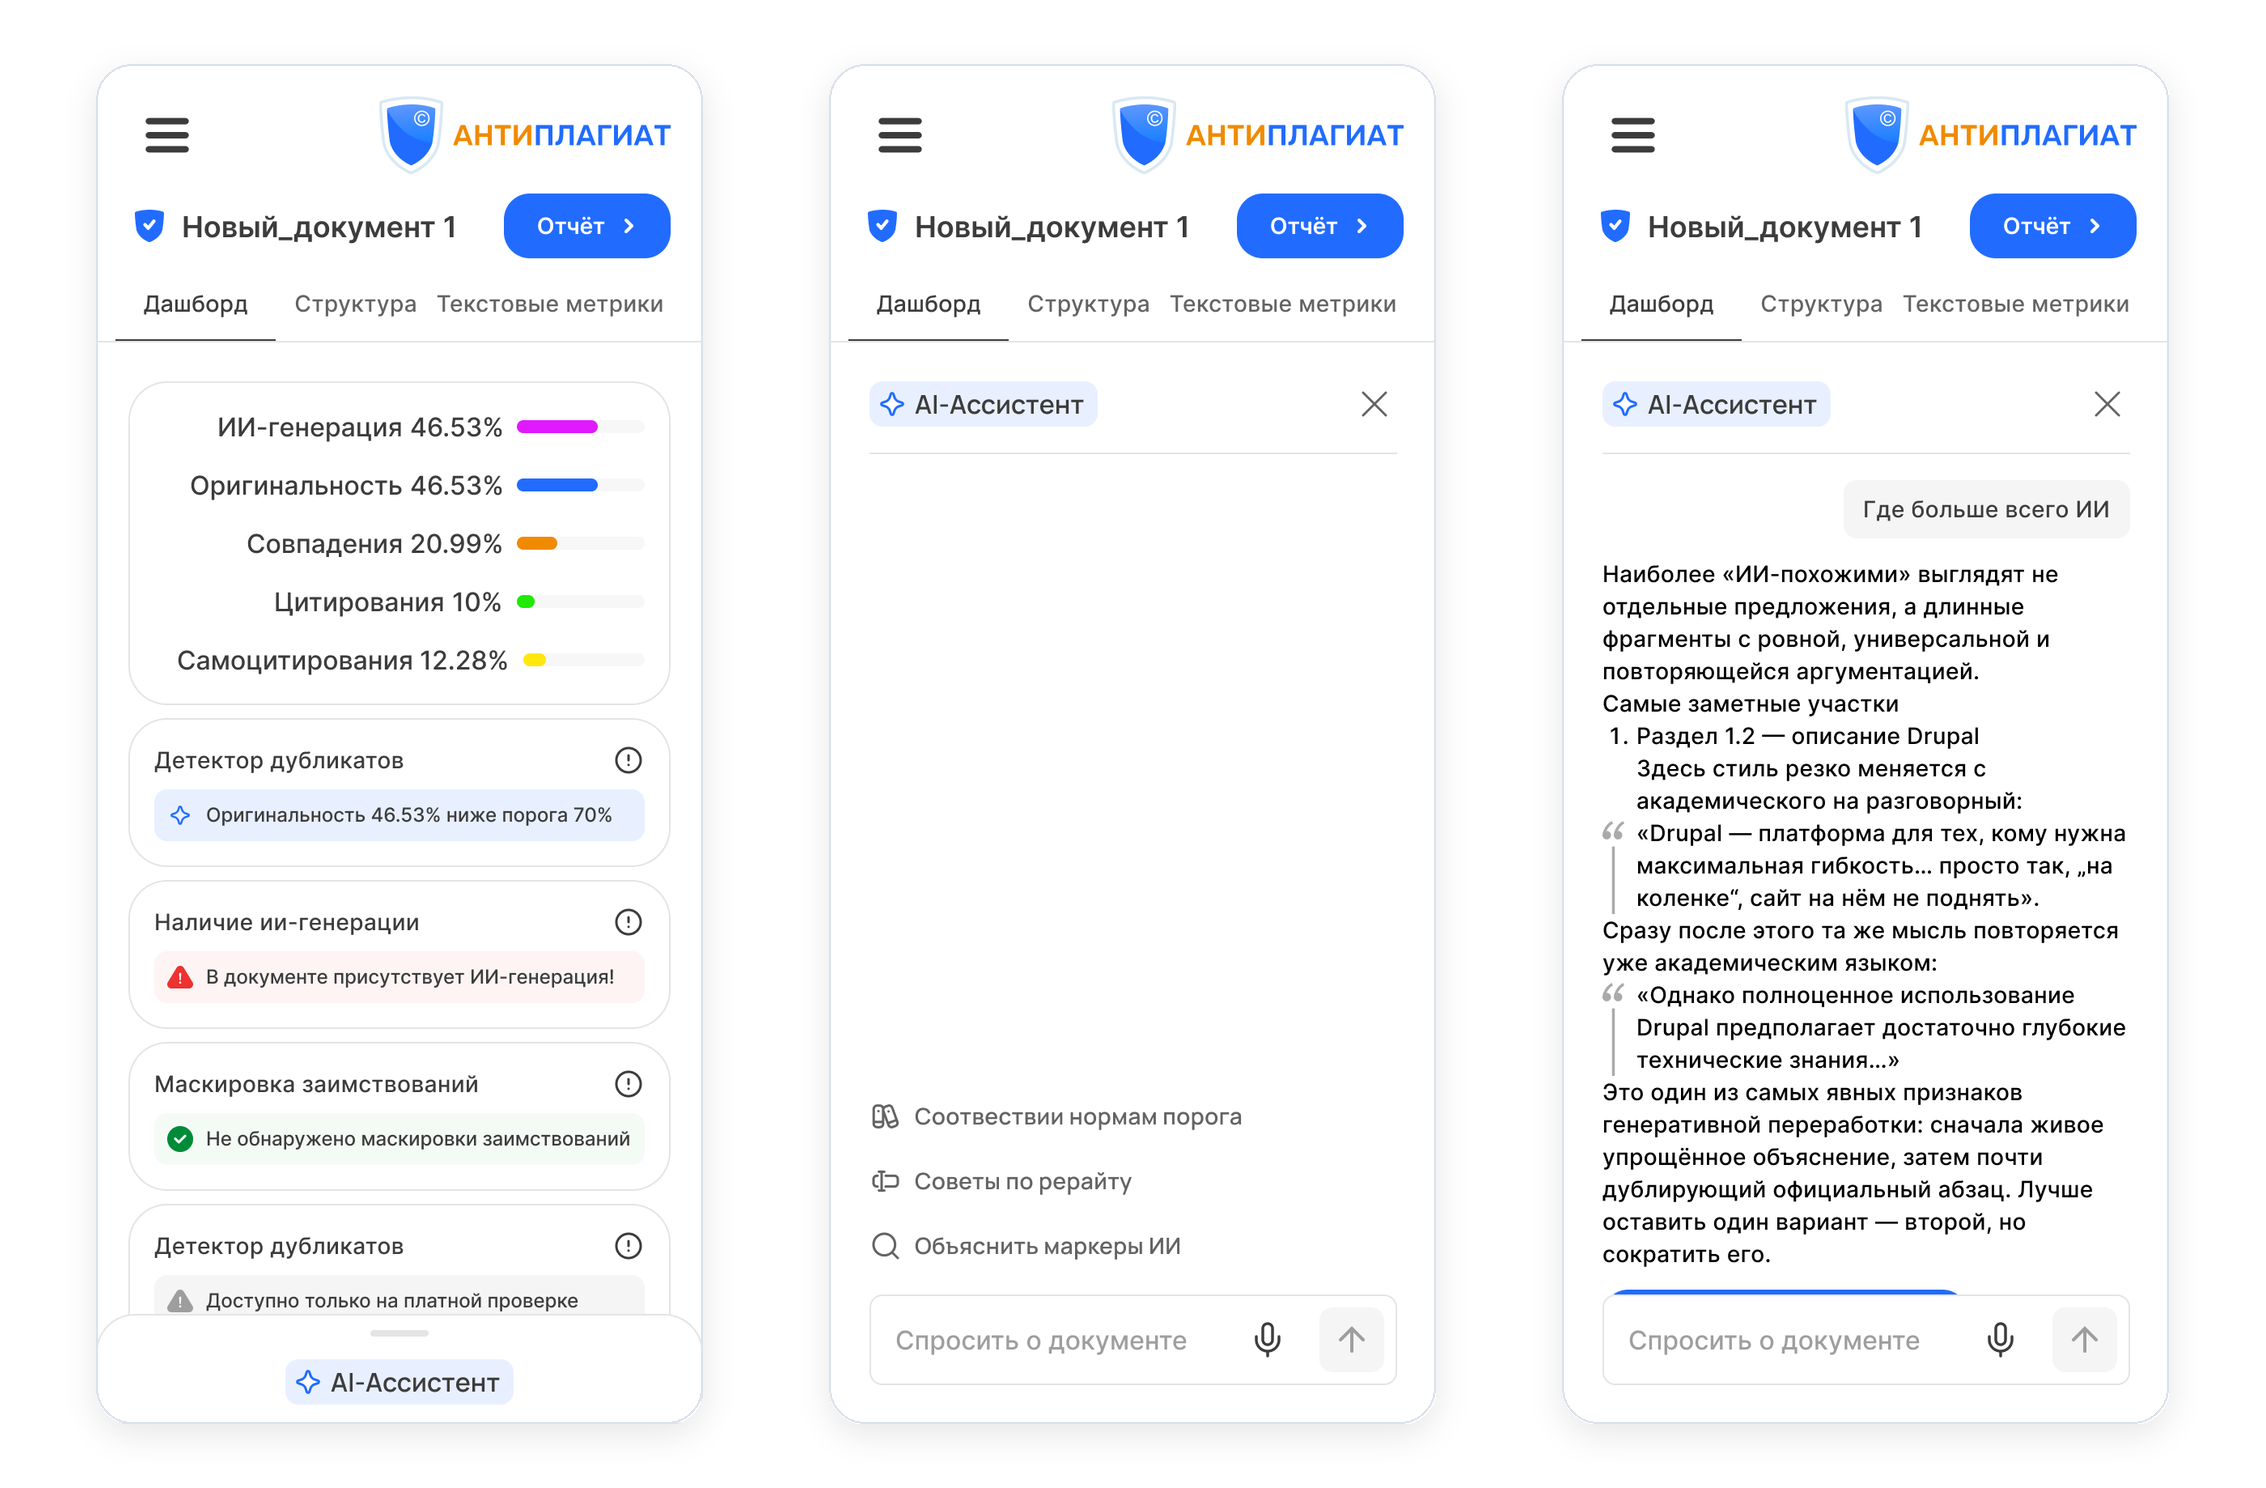 АНТИПЛАГИАТ
Новый_документ 1
Отчёт
Дашборд Структура Текстовые метрики
ИИ-генерация 46.53%
Оригинальность 46.53%
Совпадения 20.99%
Цитирования 10%
Самоцитирования 12.28%
Детектор дубликатов
Оригинальность 46.53% ниже порога 70%
Наличие ии-генерации
В документе присутствует ИИ-генерация!
Маскировка заимствований
Не обнаружено маскировки заимствований
Детектор дубликатов
Доступно только на платной проверке
AI-Ассистент
АНТИПЛАГИАТ
Новый_документ 1
Отчёт
Дашборд Структура Текстовые метрики
AI-Ассистент
Соотвествии нормам порога
Советы по рерайту
Объяснить маркеры ИИ
Спросить о документе
АНТИПЛАГИАТ
Новый_документ 1
Отчёт
Дашборд Структура Текстовые метрики
AI-Ассистент
Где больше всего ИИ
Наиболее «ИИ-похожими» выглядят не
отдельные предложения, а длинные
фрагменты с ровной, универсальной и
повторяющейся аргументацией.
Самые заметные участки
1. Раздел 1.2 — описание Drupal
Здесь стиль резко меняется с
академического на разговорный:
«Drupal — платформа для тех, кому нужна
максимальная гибкость... просто так, „на
коленке“, сайт на нём не поднять».
Сразу после этого та же мысль повторяется
уже академическим языком:
«Однако полноценное использование
Drupal предполагает достаточно глубокие
технические знания...»
Это один из самых явных признаков
генеративной переработки: сначала живое
упрощённое объяснение, затем почти
дублирующий официальный абзац. Лучше
оставить один вариант — второй, но
сократить его.
Спросить о документе